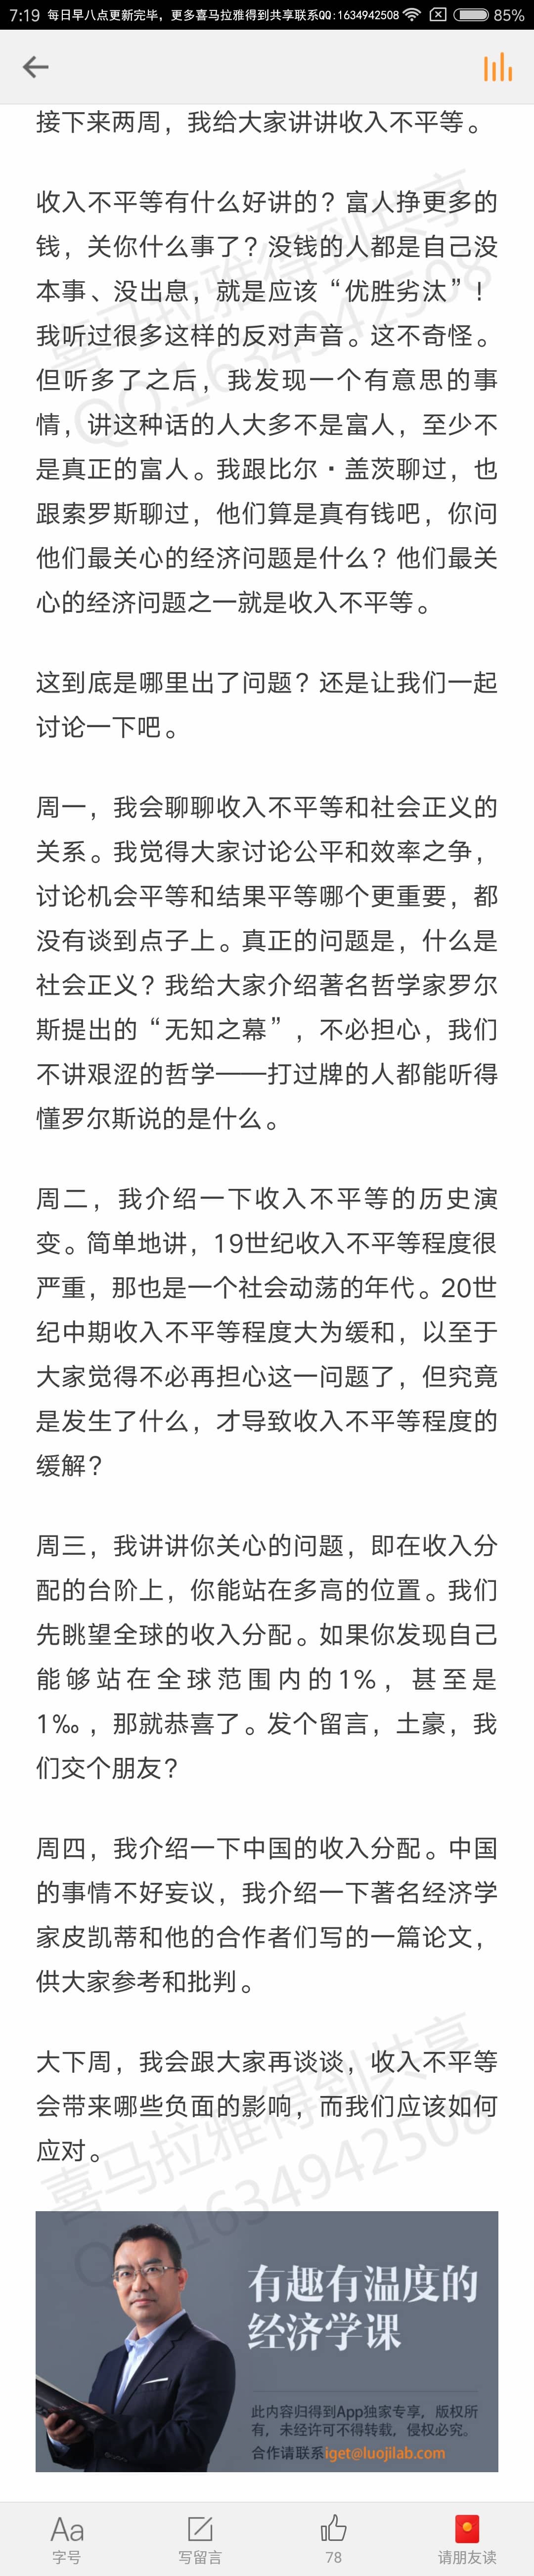 7:19 每日早八点更新完毕，更多喜马拉雅得到共享联系QQ:1634942508 85%
接下来两周，我给大家讲讲收入不平等。
收入不平等有什么好讲的？富人挣更多的
钱，关你什么事了？没钱的人都是自己没
本事、没出息，就是应该“优胜劣汰”！
我听过很多这样的反对声音。这不奇怪。
但听多了之后，我发现一个有意思的事
情，讲这种话的人大多不是富人，至少不
是真正的富人。我跟比尔·盖茨聊过，也
跟索罗斯聊过，他们算是真有钱吧，你问
他们最关心的经济问题是什么？他们最关
心的经济问题之一就是收入不平等。
这到底是哪里出了问题？还是让我们一起
讨论一下吧。
周一，我会聊聊收入不平等和社会正义的
关系。我觉得大家讨论公平和效率之争，
讨论机会平等和结果平等哪个更重要，都
没有谈到点子上。真正的问题是，什么是
社会正义？我给大家介绍著名哲学家罗尔
斯提出的“无知之幕”，不必担心，我们
不讲艰涩的哲学——打过牌的人都能听得
懂罗尔斯说的是什么。
周二，我介绍一下收入不平等的历史演
变。简单地讲，19世纪收入不平等程度很
严重，那也是一个社会动荡的年代。20世
纪中期收入不平等程度大为缓和，以至于
大家觉得不必再担心这一问题了，但究竟
是发生了什么，才导致收入不平等程度的
缓解？
周三，我讲讲你关心的问题，即在收入分
配的台阶上，你能站在多高的位置。我们
先眺望全球的收入分配。如果你发现自己
能够站在全球范围内的1%，甚至是
1‰，那就恭喜了。发个留言，土豪，我
们交个朋友？
周四，我介绍一下中国的收入分配。中国
的事情不好妄议，我介绍一下著名经济学
家皮凯蒂和他的合作者们写的一篇论文，
供大家参考和批判。
大下周，我会跟大家再谈谈，收入不平等
会带来哪些负面的影响，而我们应该如何
应对。
喜马拉雅得到共享
QQ:1634942508
喜马拉雅得到共享
QQ:1634942508
有趣有温度的
经济学课
此内容归得到App独家专享，版权所
有，未经许可不得转载，侵权必究。
合作请联系iget@luojilab.com
Aa
字号 写留言 78 请朋友读